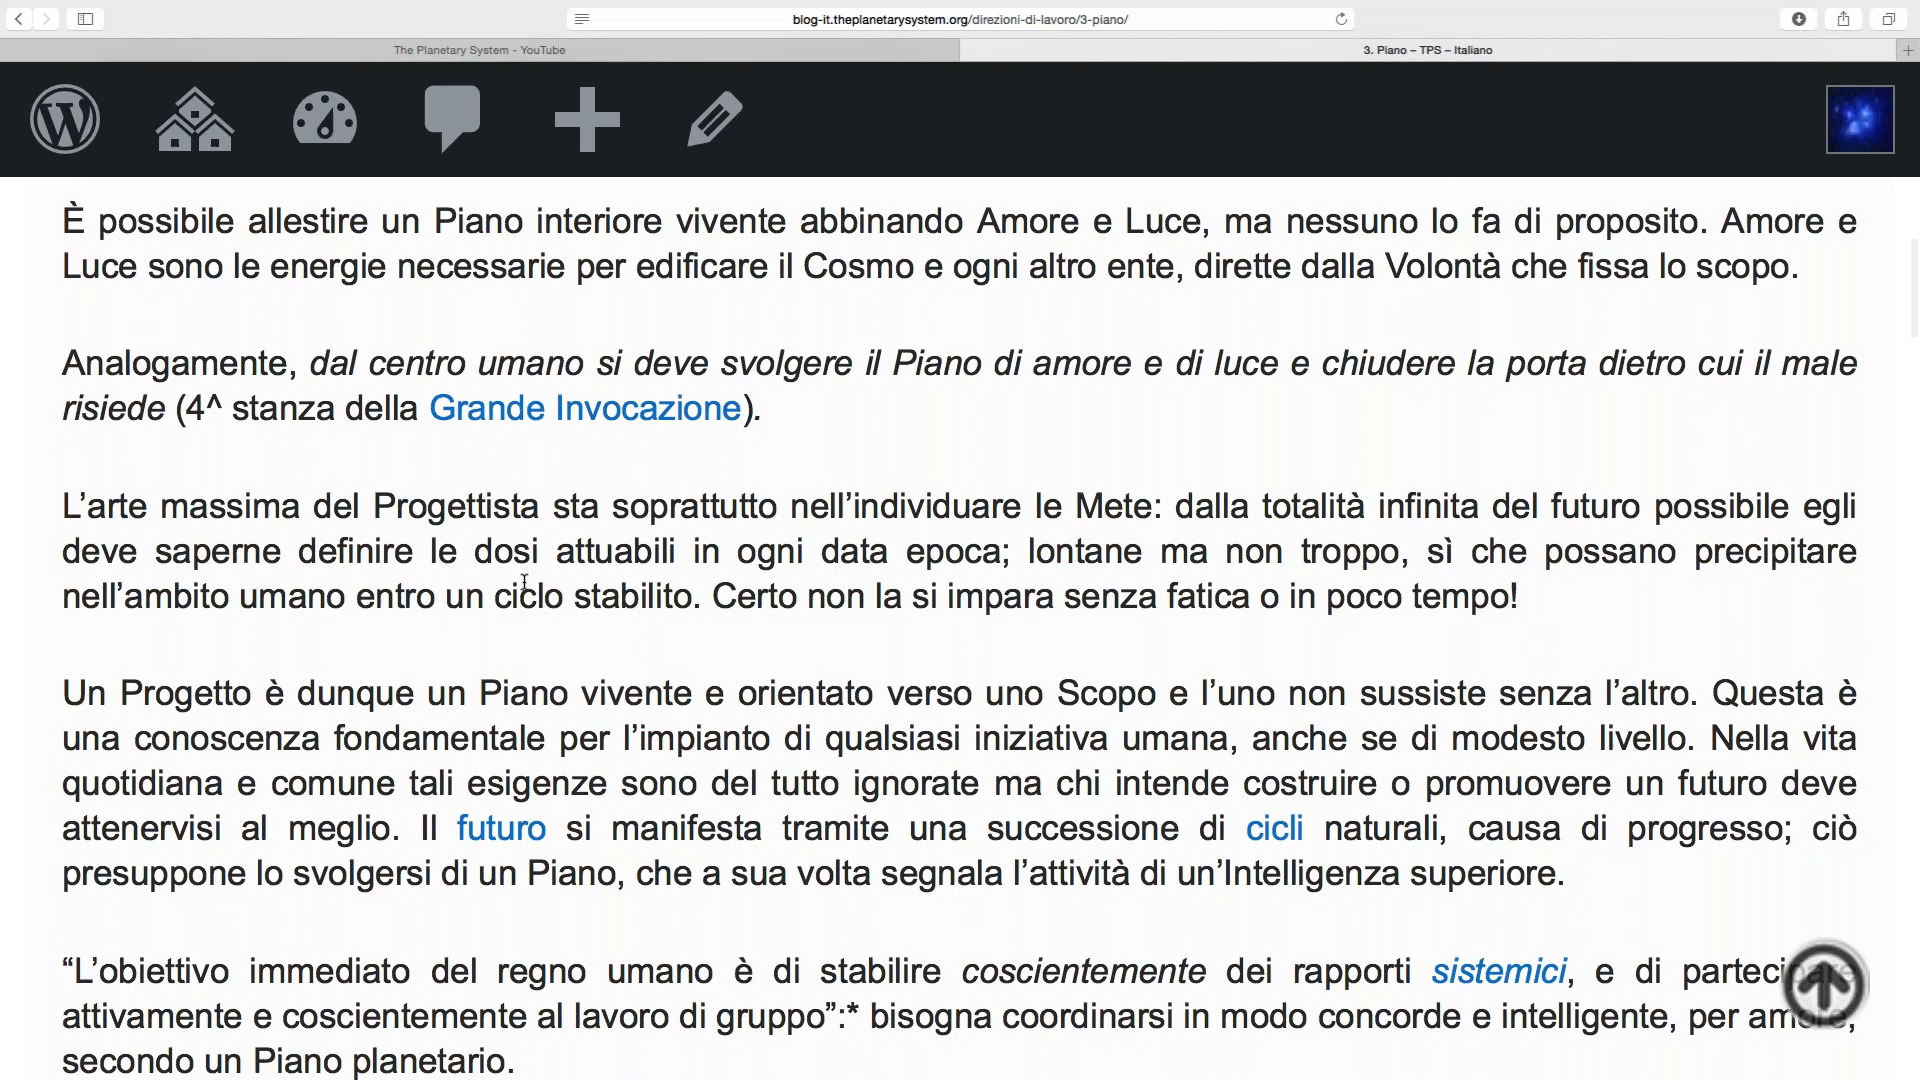 blog-it.theplanetarysystem.org/direzioni-di-lavoro/3-piano/
The Planetary System - YouTube
3. Piano – TPS – Italiano
È possibile allestire un Piano interiore vivente abbinando Amore e Luce, ma nessuno lo fa di proposito. Amore e
Luce sono le energie necessarie per edificare il Cosmo e ogni altro ente, dirette dalla Volontà che fissa lo scopo.
Analogamente, dal centro umano si deve svolgere il Piano di amore e di luce e chiudere la porta dietro cui il male
risiede (4^ stanza della Grande Invocazione).
L’arte massima del Progettista sta soprattutto nell’individuare le Mete: dalla totalità infinita del futuro possibile egli
deve saperne definire le dosi attuabili in ogni data epoca; lontane ma non troppo, sì che possano precipitare
nell’ambito umano entro un ciclo stabilito. Certo non la si impara senza fatica o in poco tempo!
Un Progetto è dunque un Piano vivente e orientato verso uno Scopo e l’uno non sussiste senza l’altro. Questa è
una conoscenza fondamentale per l’impianto di qualsiasi iniziativa umana, anche se di modesto livello. Nella vita
quotidiana e comune tali esigenze sono del tutto ignorate ma chi intende costruire o promuovere un futuro deve
attenervisi al meglio. Il futuro si manifesta tramite una successione di cicli naturali, causa di progresso; ciò
presuppone lo svolgersi di un Piano, che a sua volta segnala l’attività di un’Intelligenza superiore.
“L’obiettivo immediato del regno umano è di stabilire coscientemente dei rapporti sistemici, e di partecipare
attivamente e coscientemente al lavoro di gruppo”:* bisogna coordinarsi in modo concorde e intelligente, per amore,
secondo un Piano planetario.